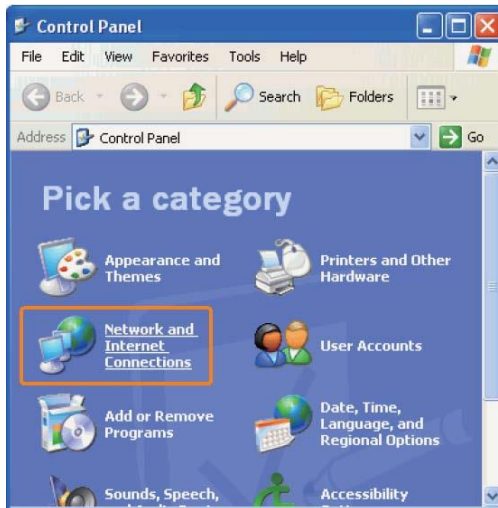 Control Panel
File Edit View Favorites Tools Help
Back Search Folders
Address Control Panel Go
Pick a category
Appearance and
Themes
Printers and Other
Hardware
Network and
Internet
Connections
User Accounts
Add or Remove
Programs
Date, Time,
Language, and
Regional Options
Sounds, Speech,
Accessibility